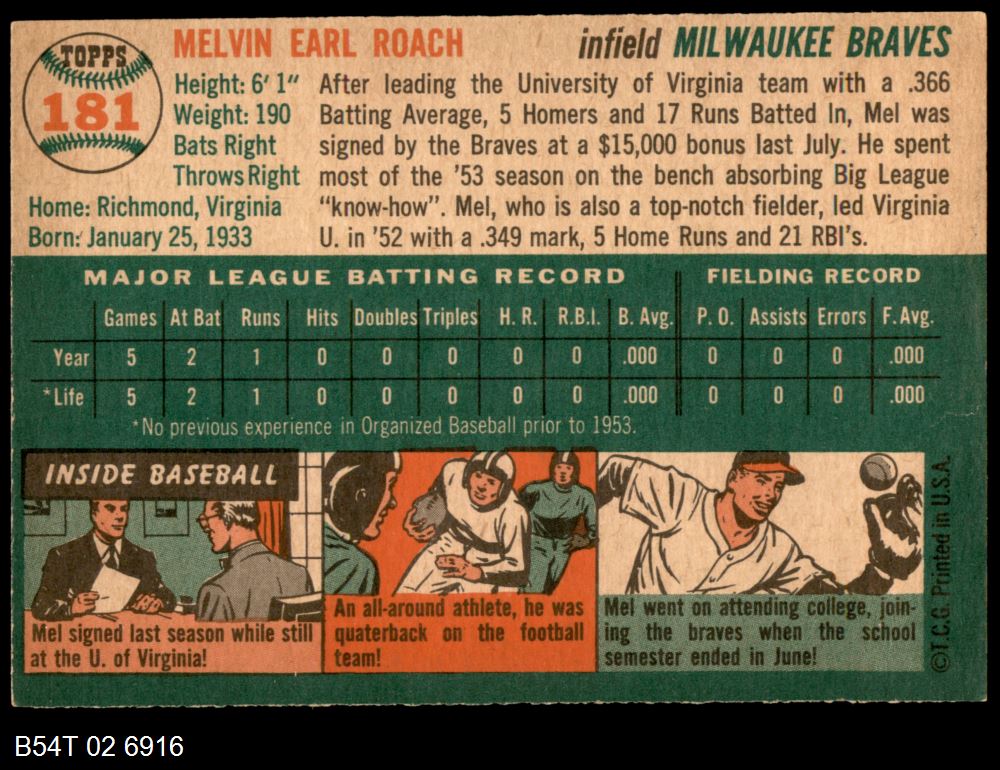 TOPPS
181
MELVIN EARL ROACH
infield MILWAUKEE BRAVES
Height: 6' 1"
Weight: 190
Bats Right
Throws Right
Home: Richmond, Virginia
Born: January 25, 1933
After leading the University of Virginia team with a .366
Batting Average, 5 Homers and 17 Runs Batted In, Mel was
signed by the Braves at a $15,000 bonus last July. He spent
most of the '53 season on the bench absorbing Big League
"know-how". Mel, who is also a top-notch fielder, led Virginia
U. in '52 with a .349 mark, 5 Home Runs and 21 RBI's.
MAJOR LEAGUE BATTING RECORD FIELDING RECORD
Games At Bat Runs Hits Doubles Triples H. R. R.B.I. B. Avg. P. O. Assists Errors F. Avg.
Year 5 2 1 0 0 0 0 0 .000 0 0 0 .000
*Life 5 2 1 0 0 0 0 0 .000 0 0 0 .000
*No previous experience in Organized Baseball prior to 1953.
INSIDE BASEBALL
Mel signed last season while still
at the U. of Virginia!
An all-around athlete, he was
quaterback on the football
team!
Mel went on attending college, join-
ing the braves when the school
semester ended in June!
©T.C.G. Printed in U.S.A.
B54T 02 6916